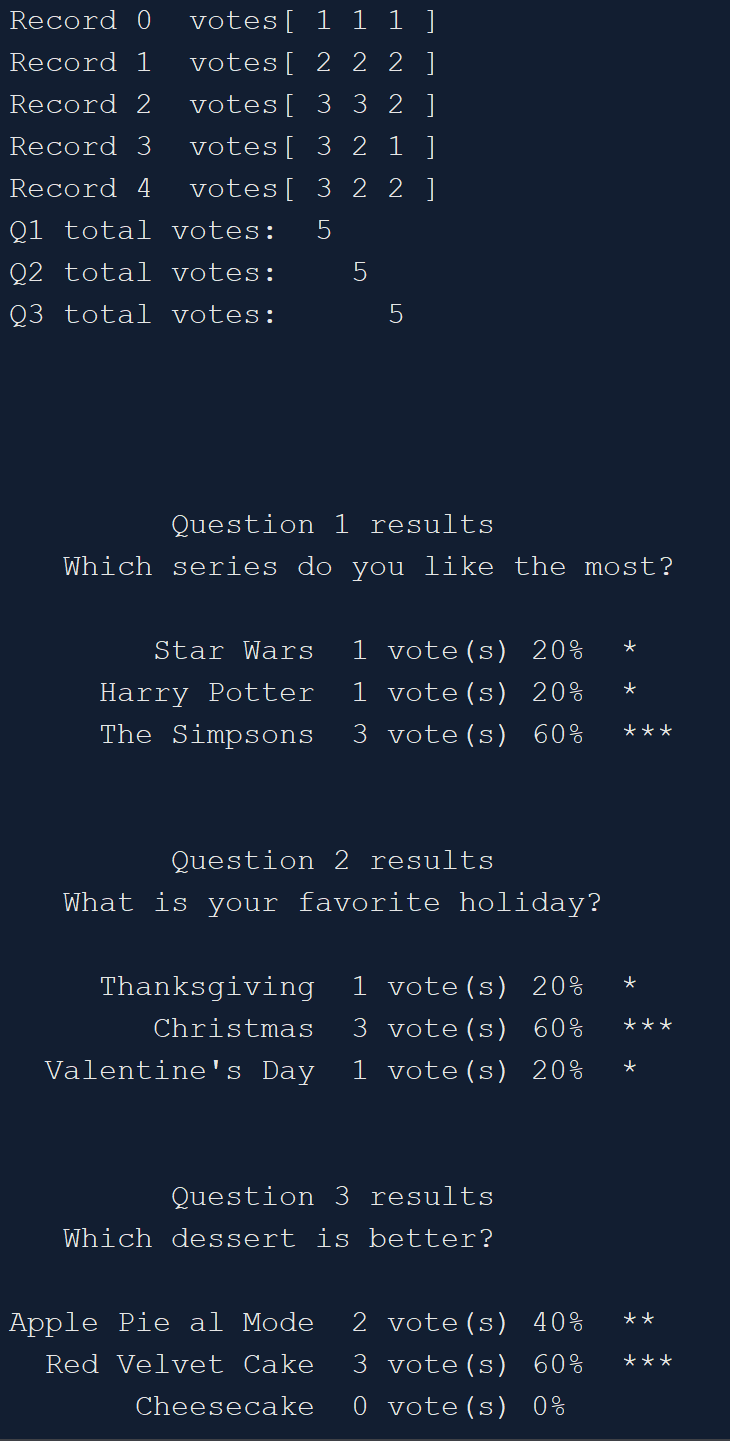 Record 0  votes[ 1 1 1 ]
Record 1  votes[ 2 2 2 ]
Record 2  votes[ 3 3 2 ]
Record 3  votes[ 3 2 1 ]
Record 4  votes[ 3 2 2 ]
Q1 total votes:  5
Q2 total votes:    5
Q3 total votes:      5
Question 1 results
Which series do you like the most?
Star Wars  1 vote(s) 20%  *
Harry Potter  1 vote(s) 20%  *
The Simpsons  3 vote(s) 60%  ***
Question 2 results
What is your favorite holiday?
Thanksgiving  1 vote(s) 20%  *
Christmas  3 vote(s) 60%  ***
Valentine's Day  1 vote(s) 20%  *
Question 3 results
Which dessert is better?
Apple Pie al Mode  2 vote(s) 40%  **
Red Velvet Cake  3 vote(s) 60%  ***
Cheesecake  0 vote(s) 0%